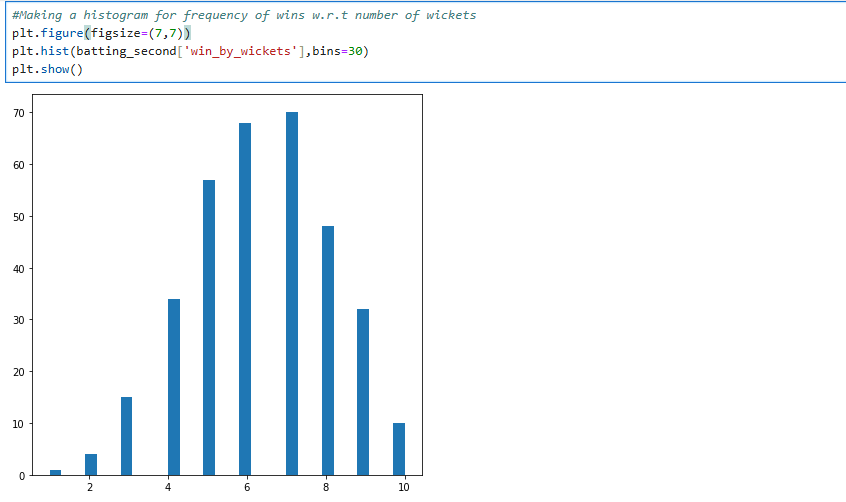 #Making a histogram for frequency of wins w.r.t number of wickets
plt.figure(figsize=(7,7))
plt.hist(batting_second['win_by_wickets'],bins=30)
plt.show()
70
60
50
40
30
20
10
0
2 4 6 8 10